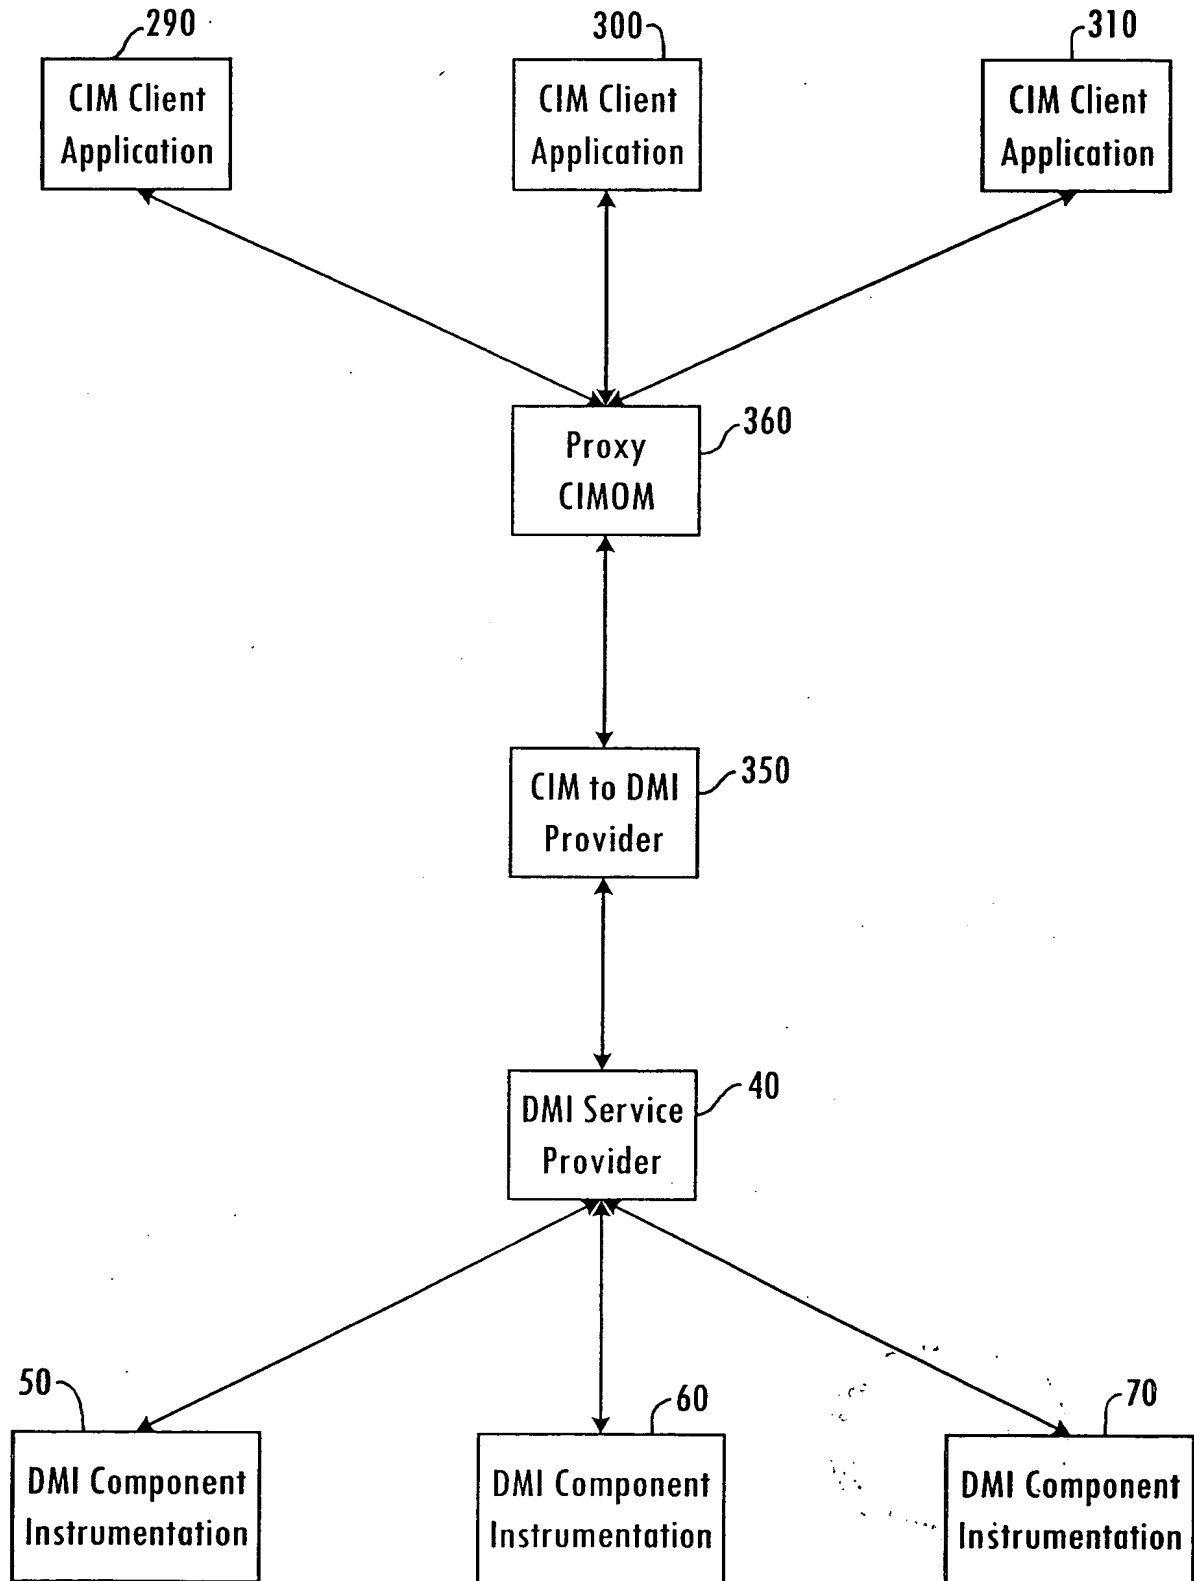 290
300
310
CIM Client
Application
CIM Client
Application
CIM Client
Application
360
Proxy
CIMOM
350
CIM to DMI
Provider
40
DMI Service
Provider
50
60
70
DMI Component
Instrumentation
DMI Component
Instrumentation
DMI Component
Instrumentation